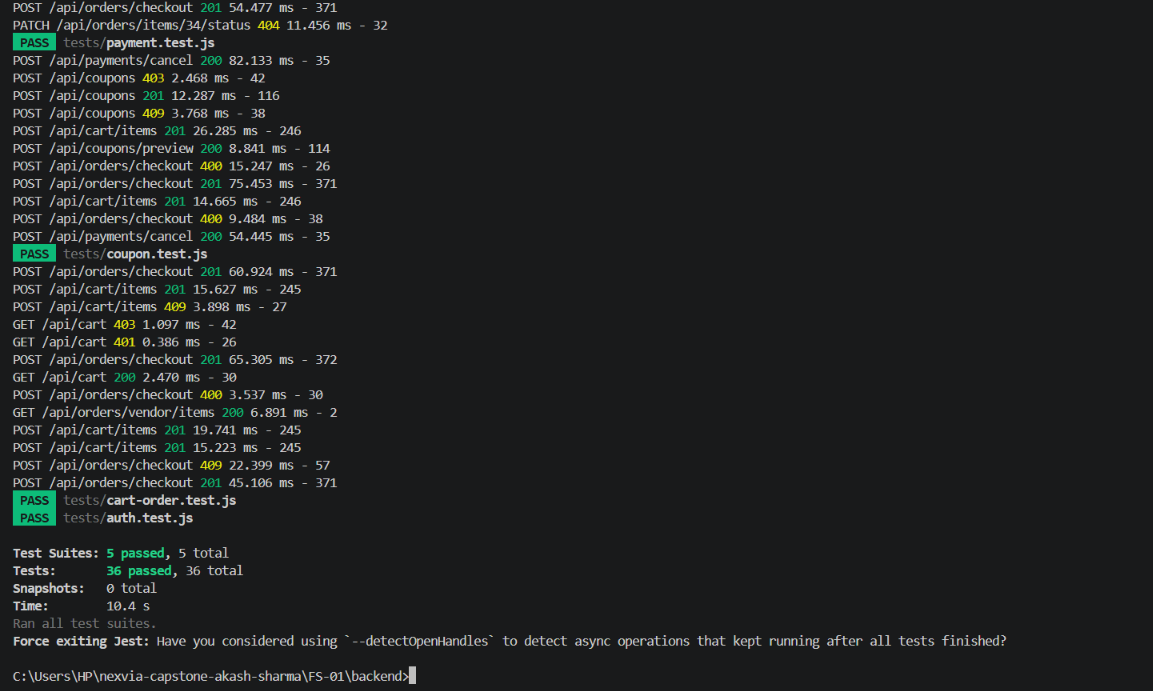 POST /api/orders/checkout 201 54.477 ms - 371
PATCH /api/orders/items/34/status 404 11.456 ms - 32
PASS tests/payment.test.js
POST /api/payments/cancel 200 82.133 ms - 35
POST /api/coupons 403 2.468 ms - 42
POST /api/coupons 201 12.287 ms - 116
POST /api/coupons 409 3.768 ms - 38
POST /api/cart/items 201 26.285 ms - 246
POST /api/coupons/preview 200 8.841 ms - 114
POST /api/orders/checkout 400 15.247 ms - 26
POST /api/orders/checkout 201 75.453 ms - 371
POST /api/cart/items 201 14.665 ms - 246
POST /api/orders/checkout 400 9.484 ms - 38
POST /api/payments/cancel 200 54.445 ms - 35
PASS tests/coupon.test.js
POST /api/orders/checkout 201 60.924 ms - 371
POST /api/cart/items 201 15.627 ms - 245
POST /api/cart/items 409 3.898 ms - 27
GET /api/cart 403 1.097 ms - 42
GET /api/cart 401 0.386 ms - 26
POST /api/orders/checkout 201 65.305 ms - 372
GET /api/cart 200 2.470 ms - 30
POST /api/orders/checkout 400 3.537 ms - 30
GET /api/orders/vendor/items 200 6.891 ms - 2
POST /api/cart/items 201 19.741 ms - 245
POST /api/cart/items 201 15.223 ms - 245
POST /api/orders/checkout 409 22.399 ms - 57
POST /api/orders/checkout 201 45.106 ms - 371
PASS tests/cart-order.test.js
PASS tests/auth.test.js
Test Suites: 5 passed, 5 total
Tests: 36 passed, 36 total
Snapshots: 0 total
Time: 10.4 s
Ran all test suites.
Force exiting Jest: Have you considered using `--detectOpenHandles` to detect async operations that kept running after all tests finished?
C:\Users\HP\nexvia-capstone-akash-sharma\FS-01\backend>